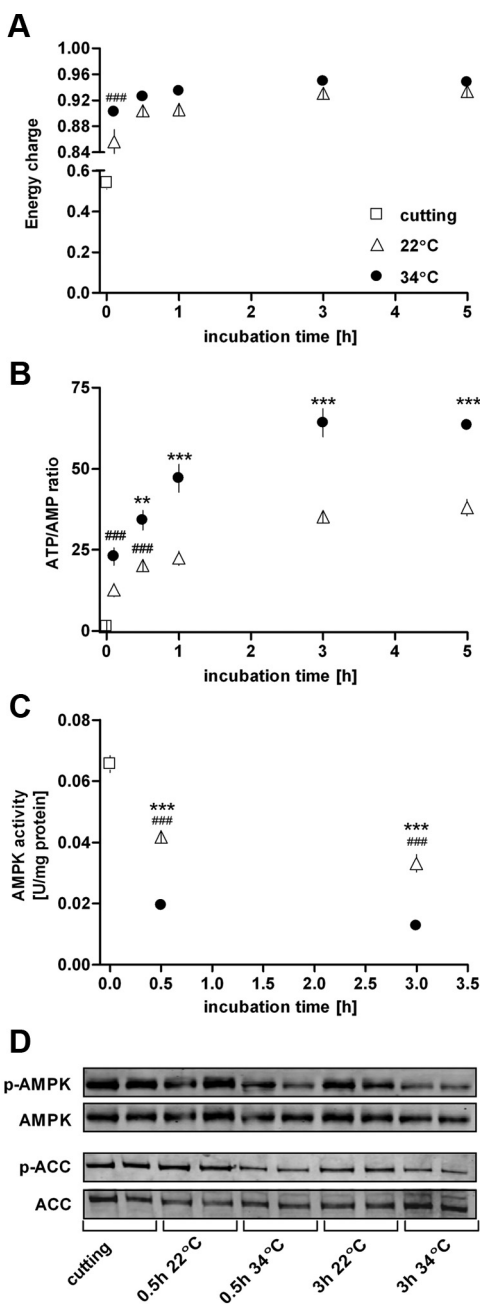 A
1.00
0.96
0.92
0.88
0.84
0.6
0.4
0.2
0.0
Energy charge
###
cutting
22°C
34°C
0 1 2 3 4 5
incubation time [h]
B
75
50
25
0
ATP/AMP ratio
###
**
###
***
***
***
0 1 2 3 4 5
incubation time [h]
C
0.08
0.06
0.04
0.02
0.00
AMPK activity
[U/mg protein]
***
###
***
###
0.0 0.5 1.0 1.5 2.0 2.5 3.0 3.5
incubation time [h]
D
p-AMPK
AMPK
p-ACC
ACC
cutting
0.5h 22°C
0.5h 34°C
3h 22°C
3h 34°C